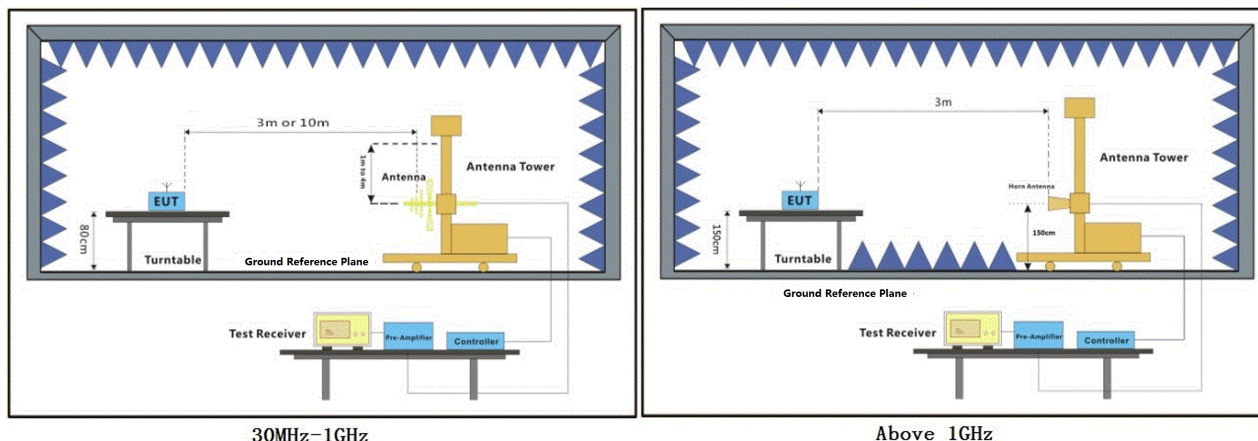 3m or 10m
1m to 4m
Antenna
Antenna Tower
EUT
80cm
Turntable
Ground Reference Plane
Test Receiver
Pre-Amplifier
Controller
30MHz-1GHz
3m
Antenna Tower
Horn Antenna
EUT
150cm
150cm
Turntable
Ground Reference Plane
Test Receiver
Pre-Amplifier
Controller
Above 1GHz